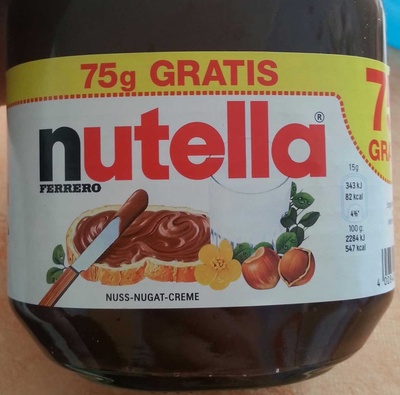 75g GRATIS
nutella®
FERRERO
NUSS-NUGAT-CREME
15g
343 kJ
82 kcal
4%*
100g:
2284 kJ
547 kcal